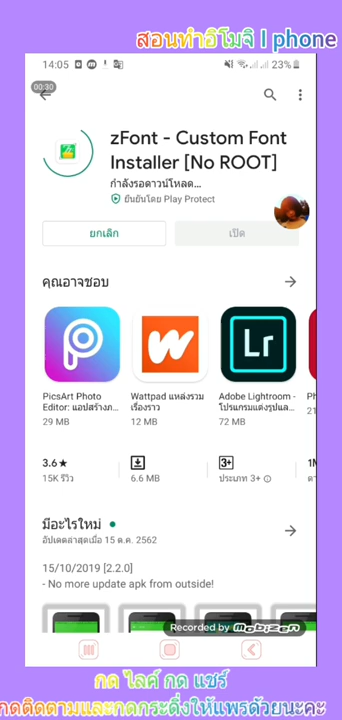 สอนทำอิโมจิ I phone
14:05
23%
00:30
zFont - Custom Font
Installer [No ROOT]
กำลังรอดาวน์โหลด...
ยืนยันโดย Play Protect
ยกเลิก
เปิด
คุณอาจชอบ
Lr
PicsArt Photo
Editor: แอปสร้างภ...
29 MB
Wattpad แหล่งรวม
เรื่องราว
12 MB
Adobe Lightroom -
โปรแกรมแต่งรูปแล...
72 MB
3.6★
15K รีวิว
6.6 MB
3+
ประเภท 3+
มีอะไรใหม่
อัปเดตล่าสุดเมื่อ 15 ต.ค. 2562
15/10/2019 [2.2.0]
- No more update apk from outside!
Recorded by mobizen
กด ไลค์ กด แชร์
กดติดตามและกดกระดิ่งให้แพรด้วยนะคะ